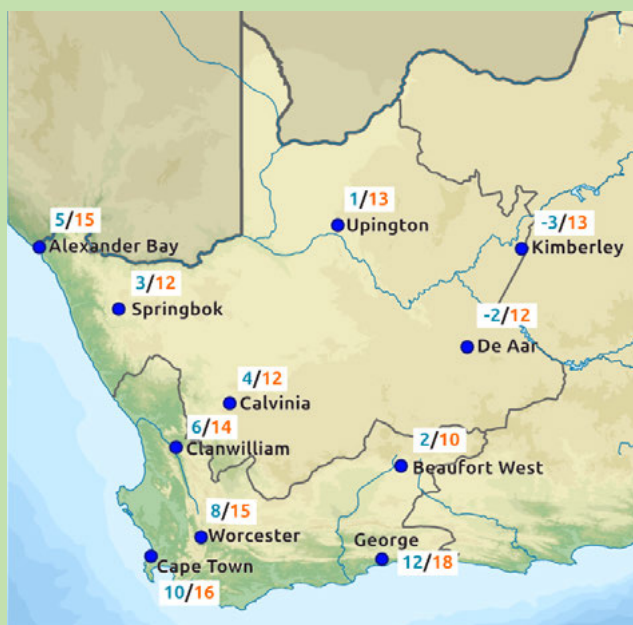 5/15
Alexander Bay
1/13
Upington
-3/13
Kimberley
3/12
Springbok
-2/12
De Aar
4/12
Calvinia
6/14
Clanwilliam
2/10
Beaufort West
8/15
Worcester
George
12/18
Cape Town
10/16